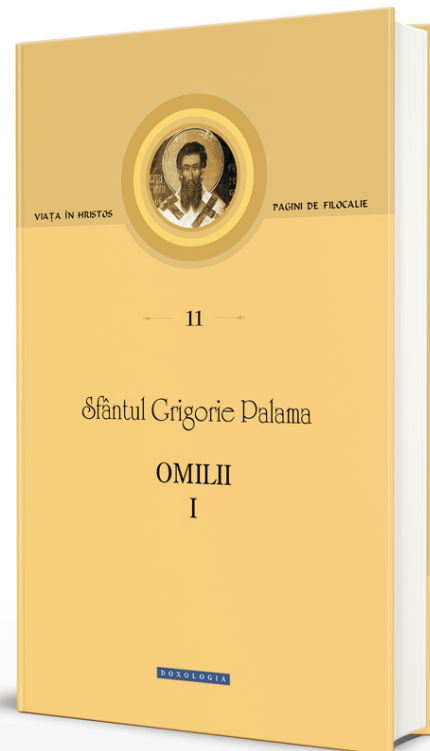 VIAȚA ÎN HRISTOS
PAGINI DE FILOCALIE
11
Sfântul Grigorie Palama
OMILII
I
DOXOLOGIA